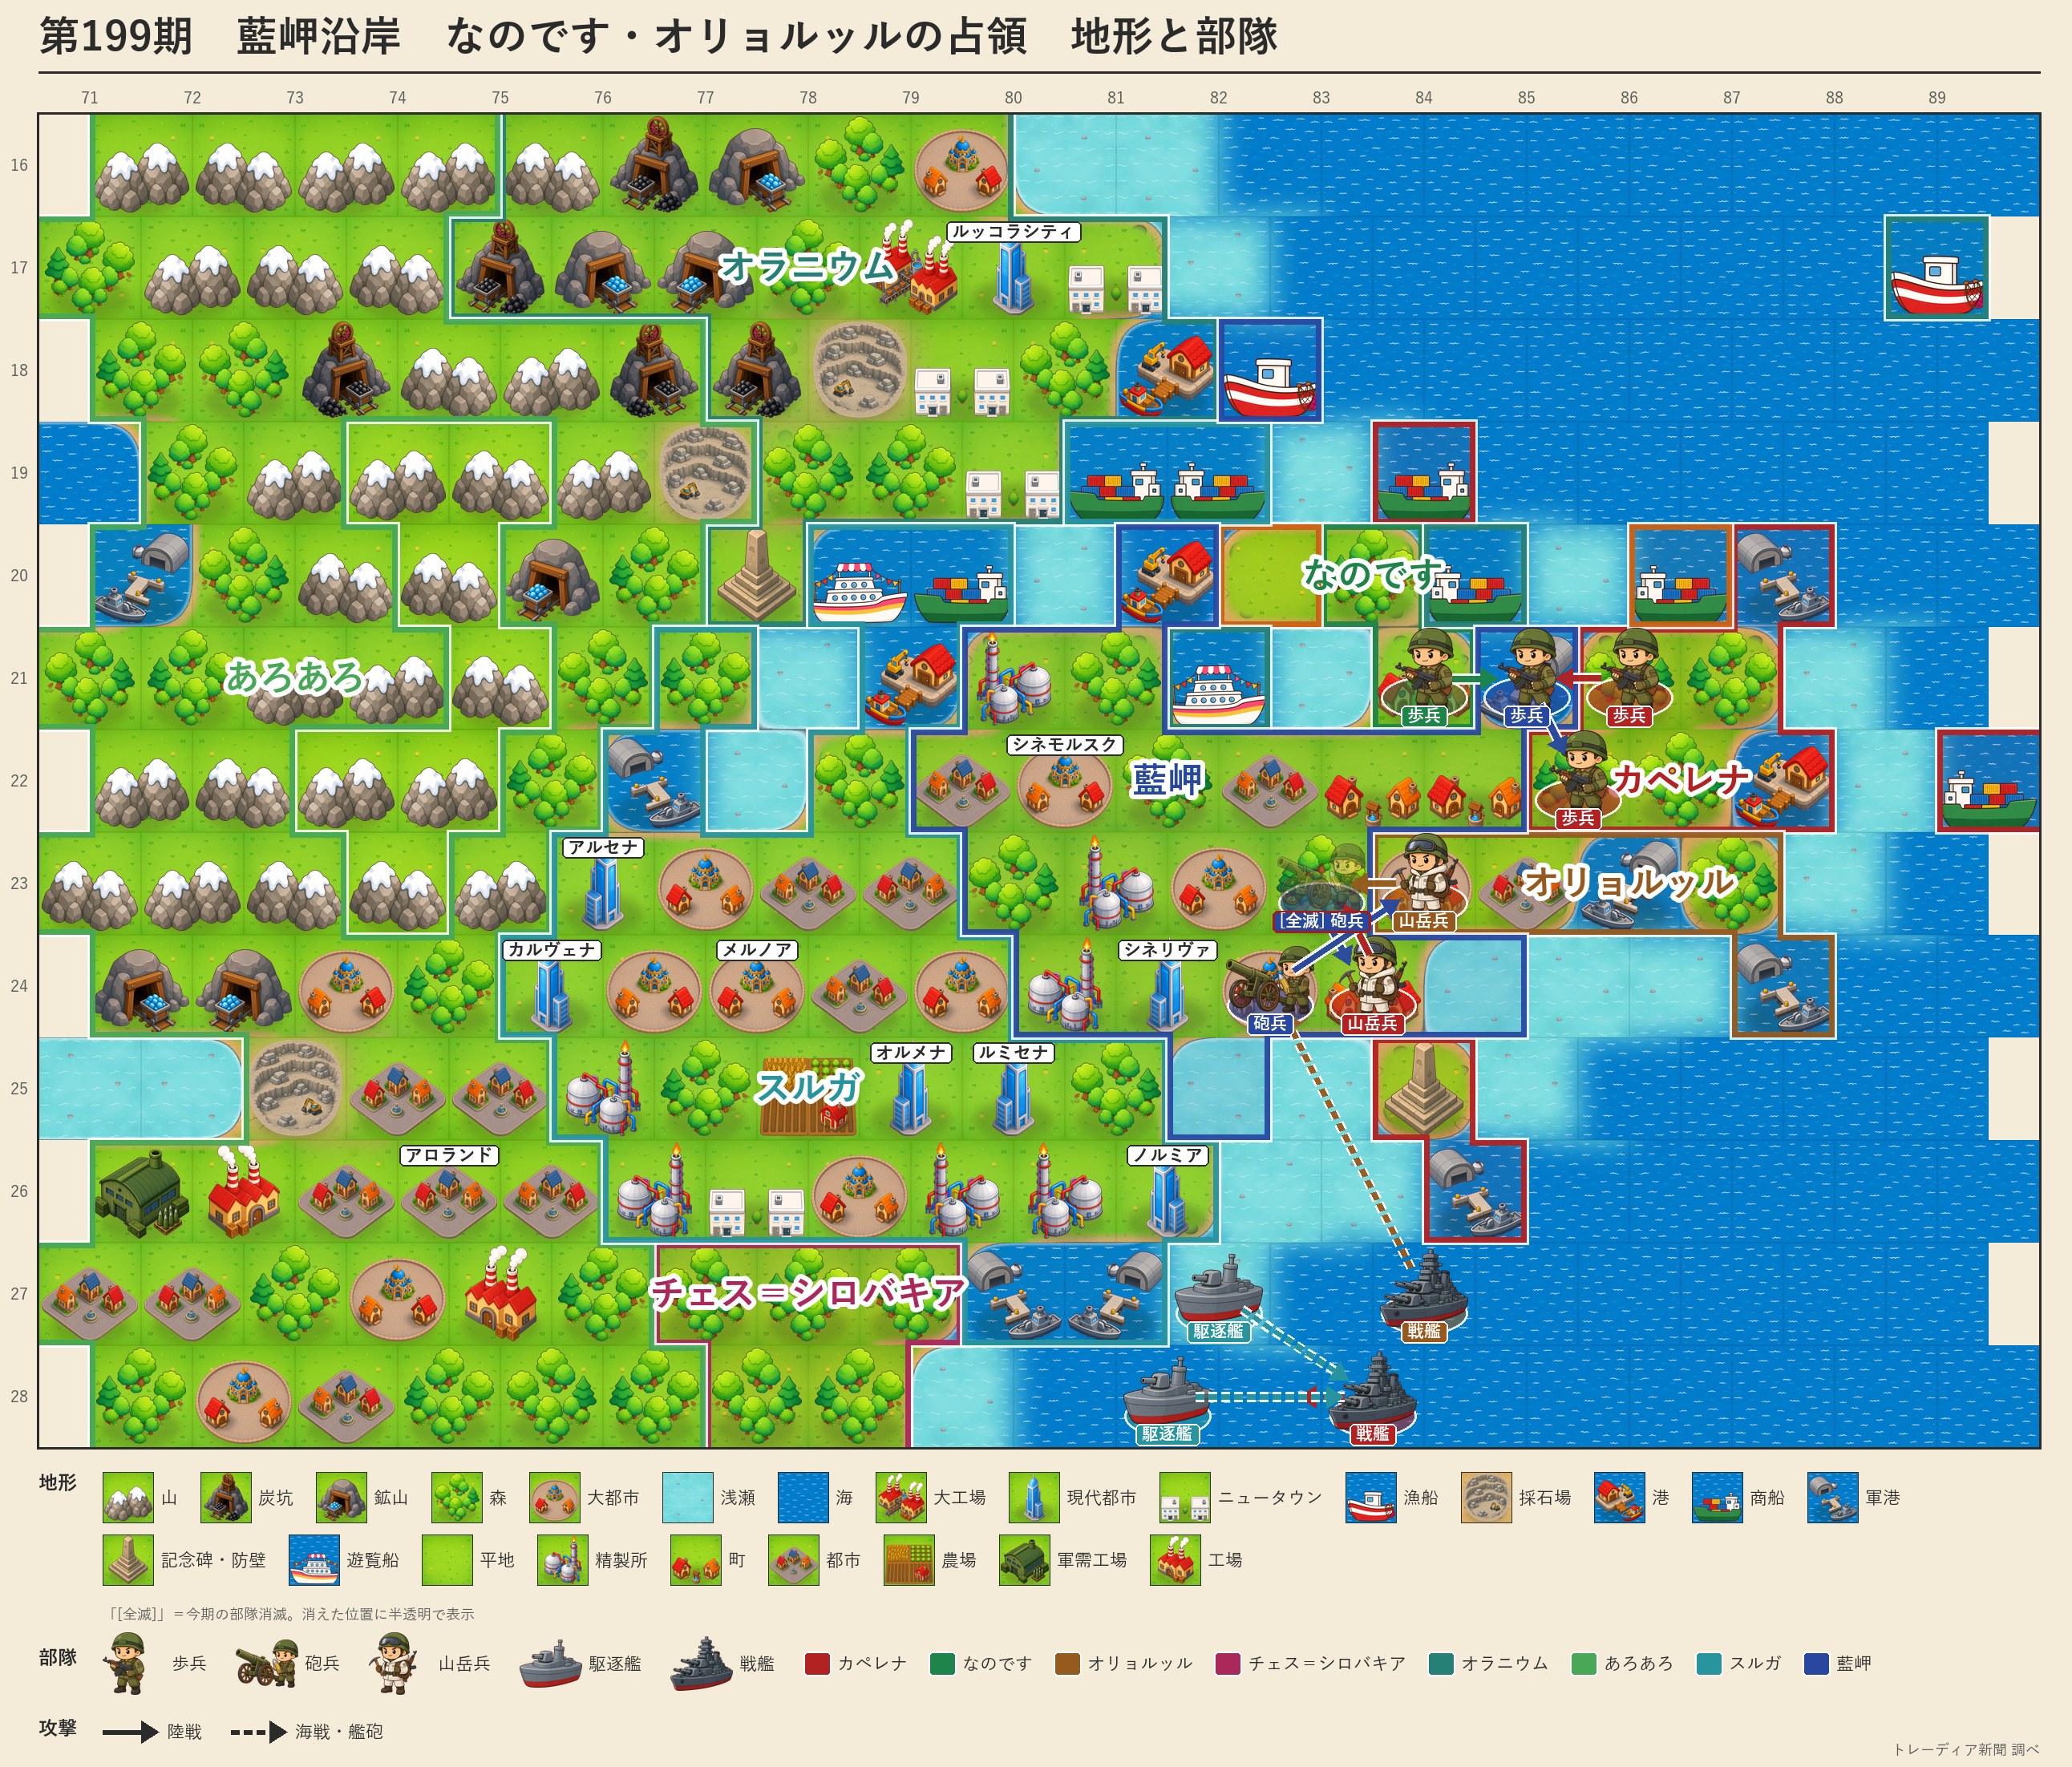 第199期　藍岬沿岸　なのです・オリョルッルの占領　地形と部隊
71 72 73 74 75 76 77 78 79 80 81 82 83 84 85 86 87 88 89
16
17
ルッコラシティ
オラニウム
18
19
20
なのです
21
あろあろ
歩兵 歩兵 歩兵
22
シネモルスク
藍岬
カペレナ
歩兵
23
アルセナ
オリョルッル
[全滅] 砲兵 山岳兵
24
カルヴェナ メルノア シネリヴァ
砲兵 山岳兵
25
オルメナ ルミセナ
スルガ
26
アロランド ノルミア
27
チェス＝シロバキア
駆逐艦 戦艦
28
駆逐艦 戦艦
地形 山 炭坑 鉱山 森 大都市 浅瀬 海 大工場 現代都市 ニュータウン 漁船 採石場 港 商船 軍港
記念碑・防壁 遊覧船 平地 精製所 町 都市 農場 軍需工場 工場
「[全滅]」＝今期の部隊消滅。消えた位置に半透明で表示
部隊 歩兵 砲兵 山岳兵 駆逐艦 戦艦 カペレナ なのです オリョルッル チェス＝シロバキア オラニウム あろあろ スルガ 藍岬
攻撃 陸戦 海戦・艦砲
トレーディア新聞 調べ